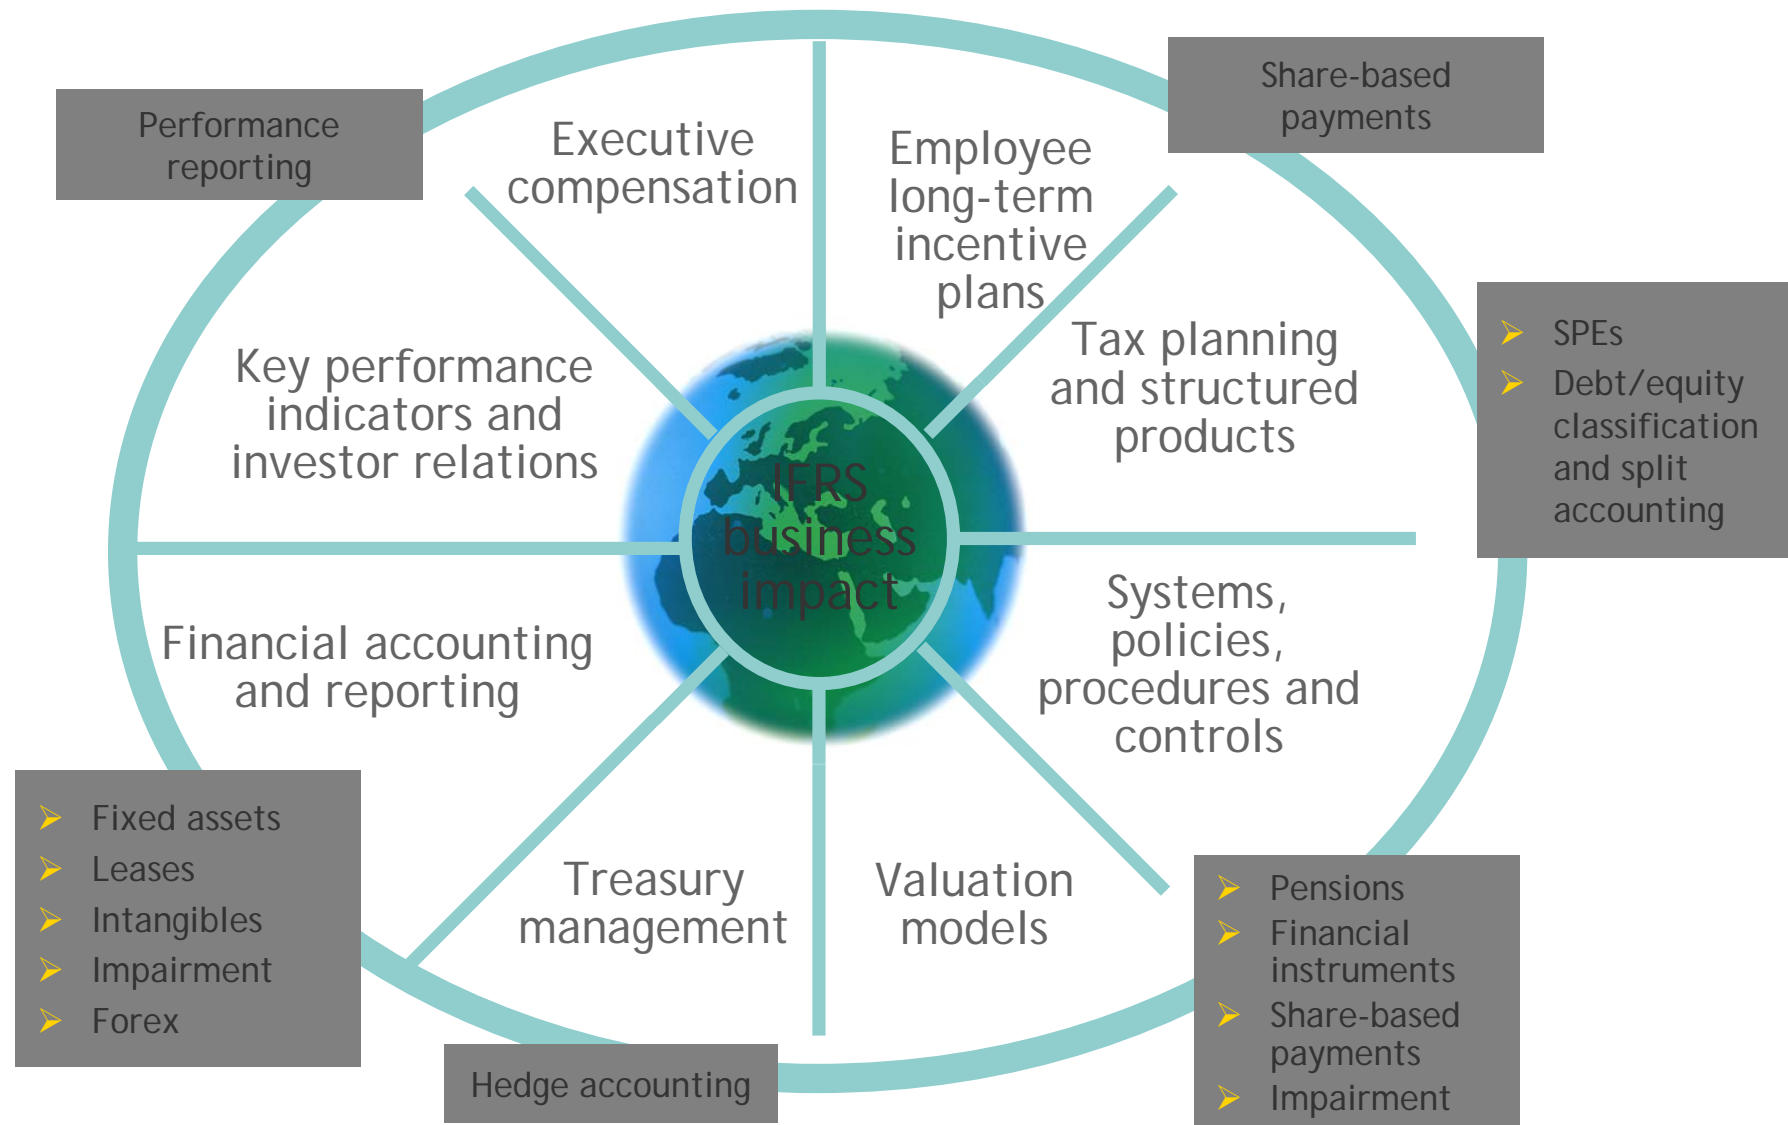 Performance
reporting
Executive
compensation
Employee
long-term
incentive
plans
Share-based
payments
Key performance
indicators and
investor relations
Tax planning
and structured
products
SPEs
Debt/equity
classification
and split
accounting
IFRS
business
impact
Financial accounting
and reporting
Systems,
policies,
procedures and
controls
Fixed assets
Leases
Intangibles
Impairment
Forex
Treasury
management
Valuation
models
Pensions
Financial
instruments
Share-based
payments
Impairment
Hedge accounting